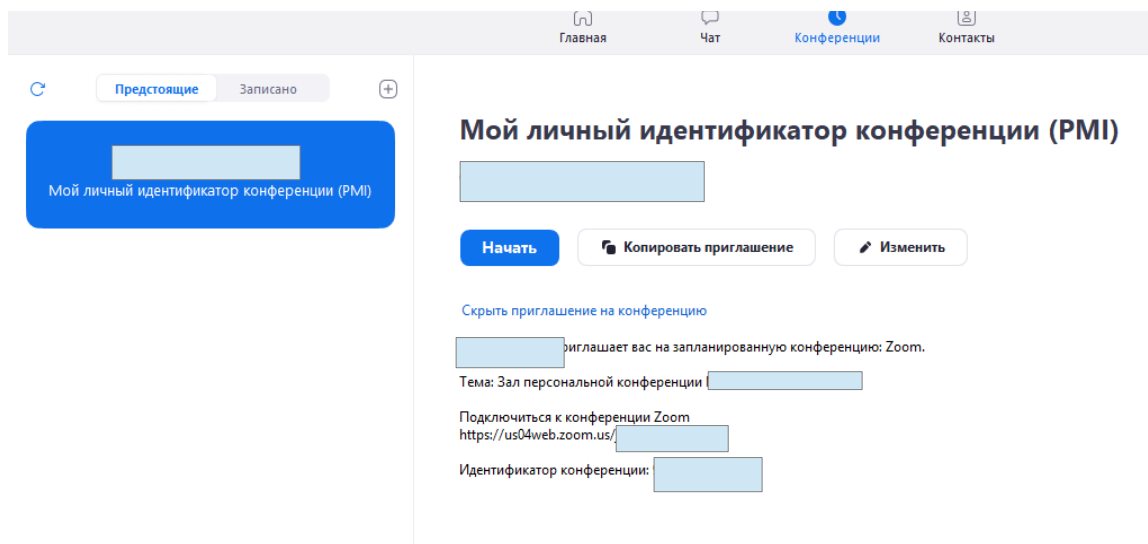 Главная
Чат
Конференции
Контакты
Предстоящие
Записано
Мой личный идентификатор конференции (PMI)
Мой личный идентификатор конференции (PMI)
Начать
Копировать приглашение
Изменить
Скрыть приглашение на конференцию
риглашает вас на запланированную конференцию: Zoom.
Тема: Зал персональной конференции
Подключиться к конференции Zoom
https://us04web.zoom.us/
Идентификатор конференции: